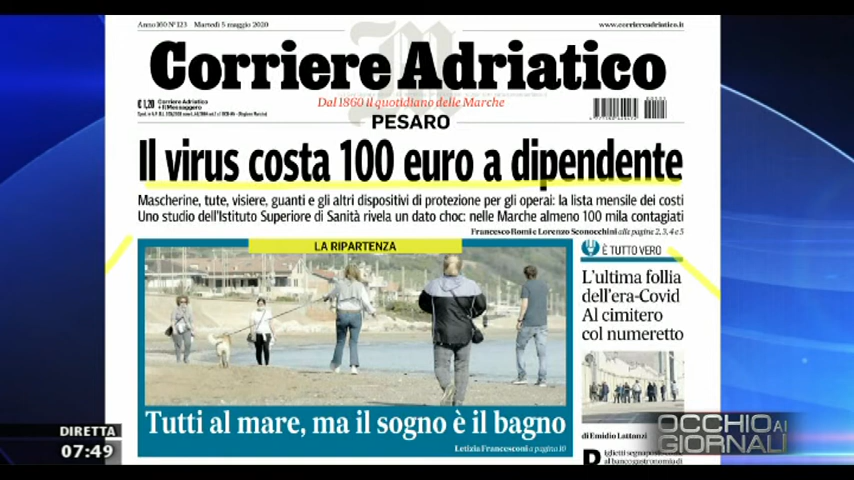 Anno 160 N°123 Martedì 5 maggio 2020
www.corriereadriatico.it
Corriere Adriatico
€ 1,20 Corriere Adriatico
+ Il Messaggero
Dal 1860 Il quotidiano delle Marche
PESARO
Il virus costa 100 euro a dipendente
Mascherine, tute, visiere, guanti e gli altri dispositivi di protezione per gli operai: la lista mensile dei costi
Uno studio dell'Istituto Superiore di Sanità rivela un dato choc: nelle Marche almeno 100 mila contagiati
Francesco Romi e Lorenzo Sconocchini alle pagine 2, 3, 4 e 5
LA RIPARTENZA
È TUTTO VERO
L'ultima follia
dell'era-Covid
Al cimitero
col numeretto
Tutti al mare, ma il sogno è il bagno
Letizia Francesconi a pagina 10
di Emidio Lattanzi
DIRETTA
07:49
OCCHIO AI
GIORNALI